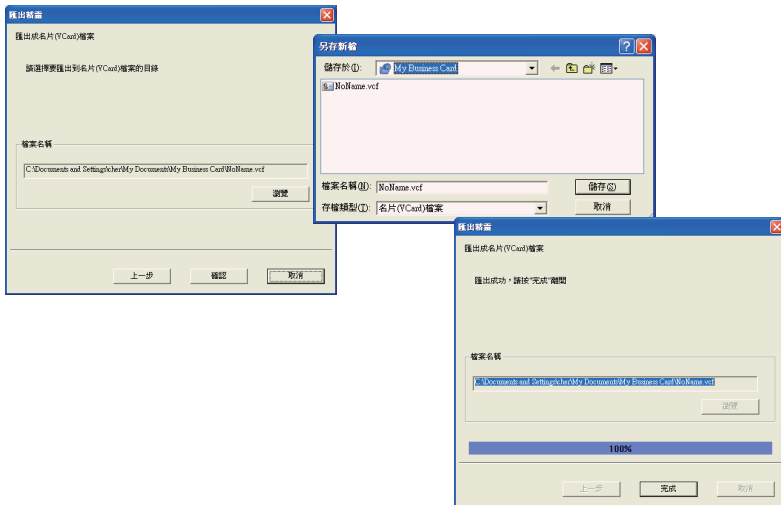 匯出精靈
匯出成名片(VCard)檔案
請選擇要匯出到名片(VCard)檔案的目錄
檔案名稱
C:\Documents and Settings\cher\My Documents\My Business Card\NoName.vcf
瀏覽
上一步
確認
取消
另存新檔
儲存於(I):
My Business Card
NoName.vcf
檔案名稱(N):
NoName.vcf
儲存(S)
存檔類型(T):
名片(VCard)檔案
取消
匯出精靈
匯出成名片(VCard)檔案
匯出成功，請按"完成"離開
檔案名稱
C:\Documents and Settings\cher\My Documents\My Business Card\NoName.vcf
瀏覽
100%
上一步
完成
取消